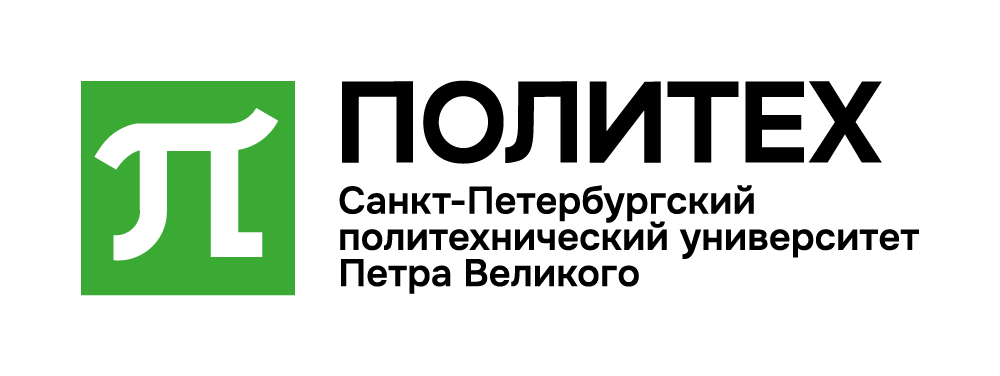 ПОЛИТЕХ
Санкт-Петербургский
политехнический университет
Петра Великого